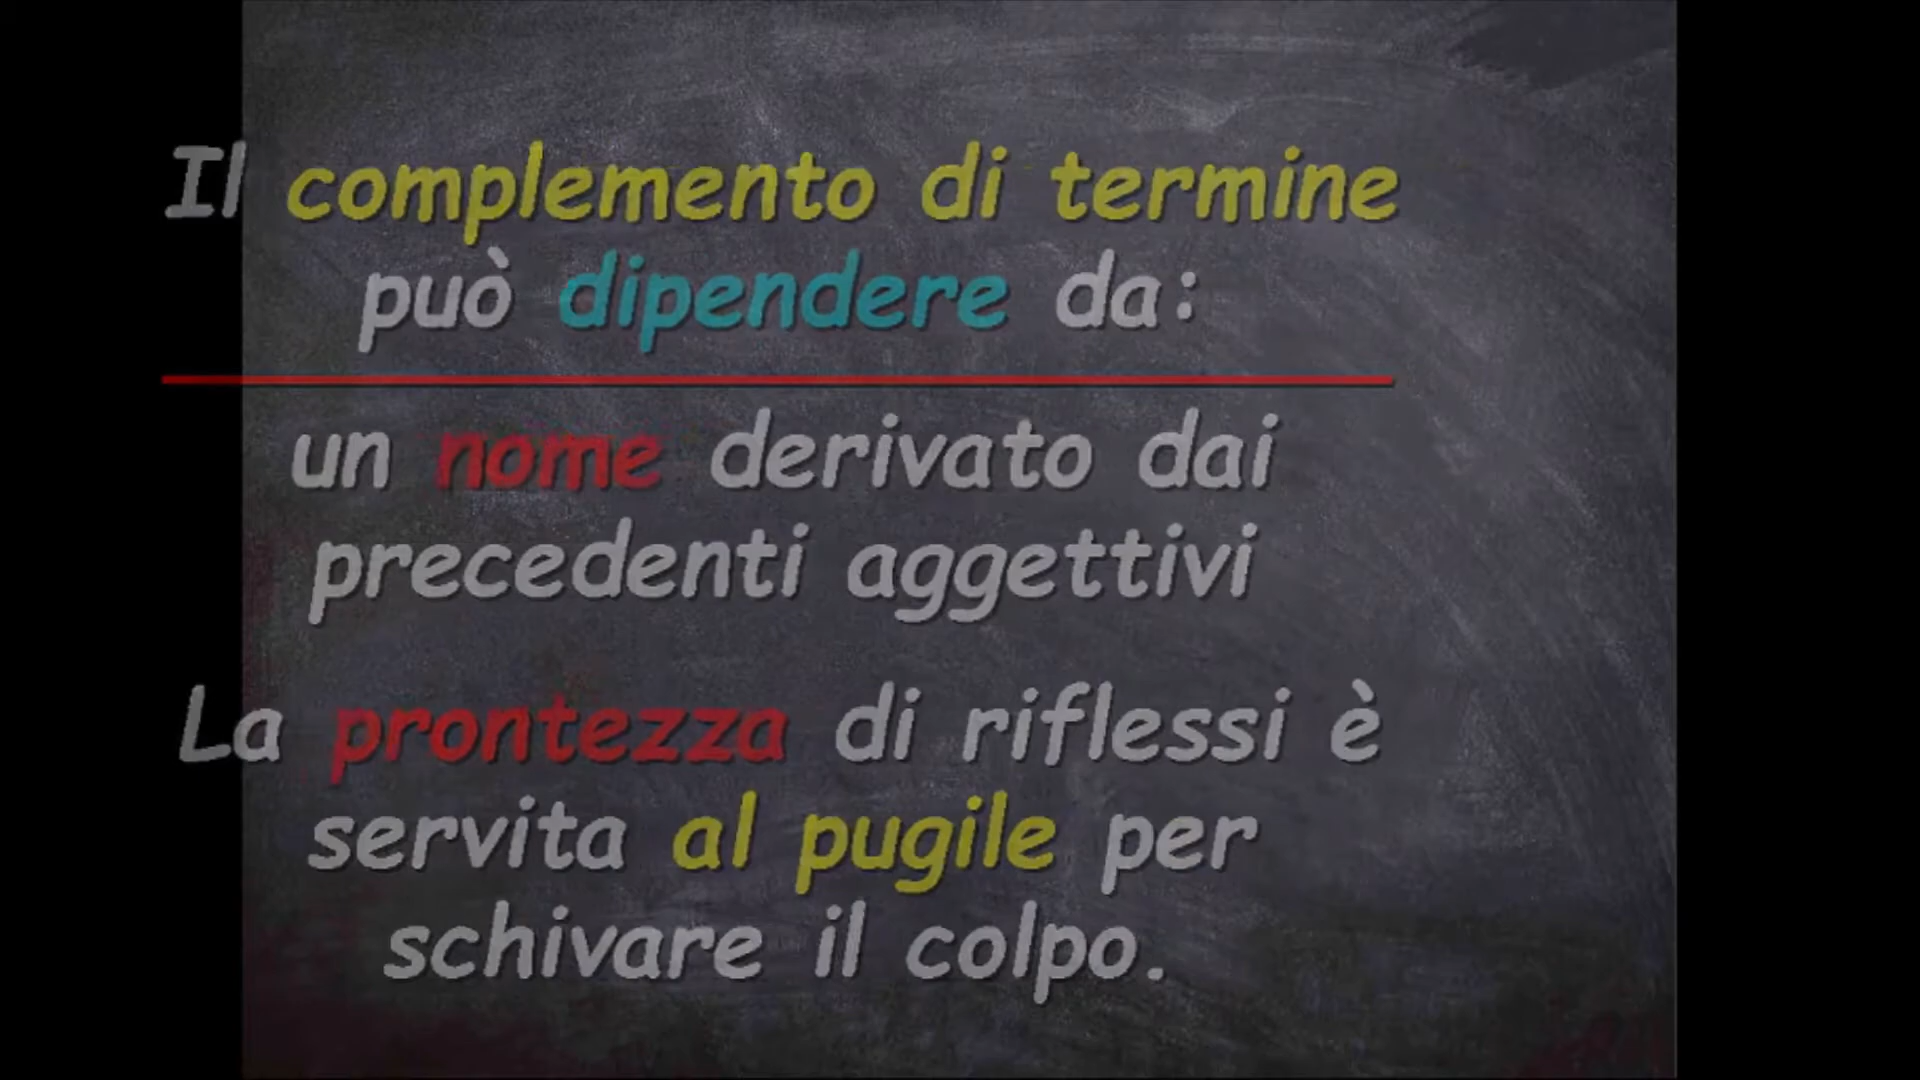 Il complemento di termine
può dipendere da:
un nome derivato dai
precedenti aggettivi
La prontezza di riflessi è
servita al pugile per
schivare il colpo.